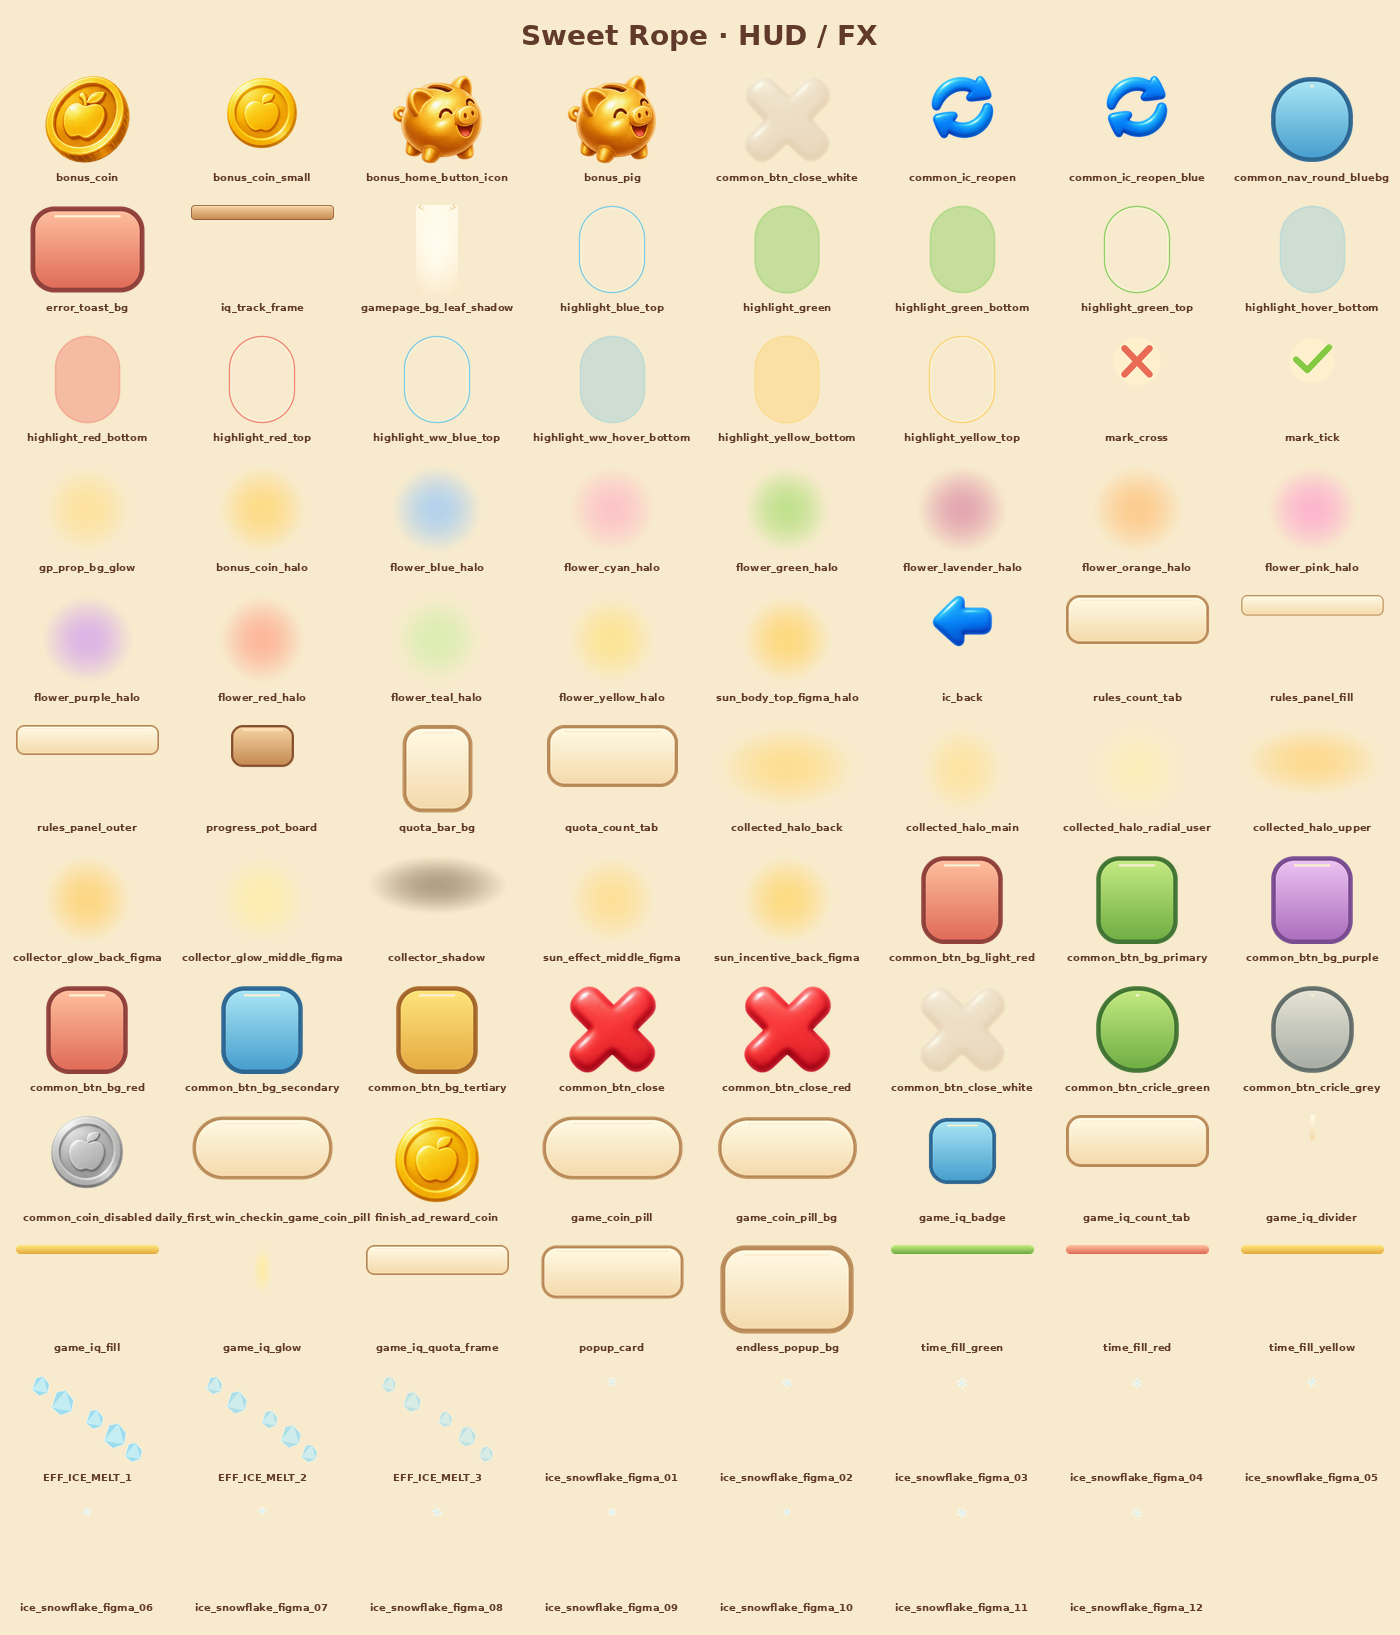 Sweet Rope · HUD / FX
bonus_coin bonus_coin_small bonus_home_button_icon bonus_pig common_btn_close_white common_ic_reopen common_ic_reopen_blue common_nav_round_bluebg
error_toast_bg iq_track_frame gamepage_bg_leaf_shadow highlight_blue_top highlight_green highlight_green_bottom highlight_green_top highlight_hover_bottom
highlight_red_bottom highlight_red_top highlight_ww_blue_top highlight_ww_hover_bottom highlight_yellow_bottom highlight_yellow_top mark_cross mark_tick
gp_prop_bg_glow bonus_coin_halo flower_blue_halo flower_cyan_halo flower_green_halo flower_lavender_halo flower_orange_halo flower_pink_halo
flower_purple_halo flower_red_halo flower_teal_halo flower_yellow_halo sun_body_top_figma_halo ic_back rules_count_tab rules_panel_fill
rules_panel_outer progress_pot_board quota_bar_bg quota_count_tab collected_halo_back collected_halo_main collected_halo_radial_user collected_halo_upper
collector_glow_back_figma collector_glow_middle_figma collector_shadow sun_effect_middle_figma sun_incentive_back_figma common_btn_bg_light_red common_btn_bg_primary common_btn_bg_purple
common_btn_bg_red common_btn_bg_secondary common_btn_bg_tertiary common_btn_close common_btn_close_red common_btn_close_white common_btn_cricle_green common_btn_cricle_grey
common_coin_disabled daily_first_win_checkin_game_coin_pill finish_ad_reward_coin game_coin_pill game_coin_pill_bg game_iq_badge game_iq_count_tab game_iq_divider
game_iq_fill game_iq_glow game_iq_quota_frame popup_card endless_popup_bg time_fill_green time_fill_red time_fill_yellow
EFF_ICE_MELT_1 EFF_ICE_MELT_2 EFF_ICE_MELT_3 ice_snowflake_figma_01 ice_snowflake_figma_02 ice_snowflake_figma_03 ice_snowflake_figma_04 ice_snowflake_figma_05
ice_snowflake_figma_06 ice_snowflake_figma_07 ice_snowflake_figma_08 ice_snowflake_figma_09 ice_snowflake_figma_10 ice_snowflake_figma_11 ice_snowflake_figma_12